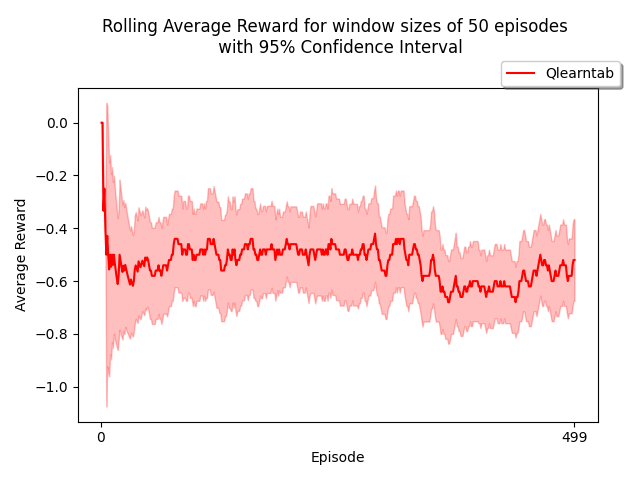 Rolling Average Reward for window sizes of 50 episodes
with 95% Confidence Interval
Qlearntab
0.0
−0.2
−0.4
−0.6
−0.8
−1.0
Average Reward
0
499
Episode